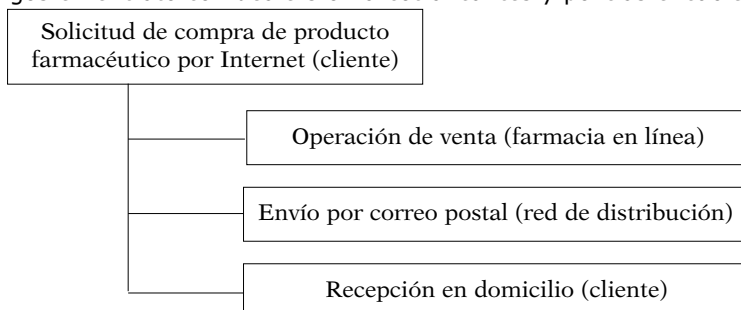 Solicitud de compra de producto
farmacéutico por Internet (cliente)
Operación de venta (farmacia en línea)
Envío por correo postal (red de distribución)
Recepción en domicilio (cliente)